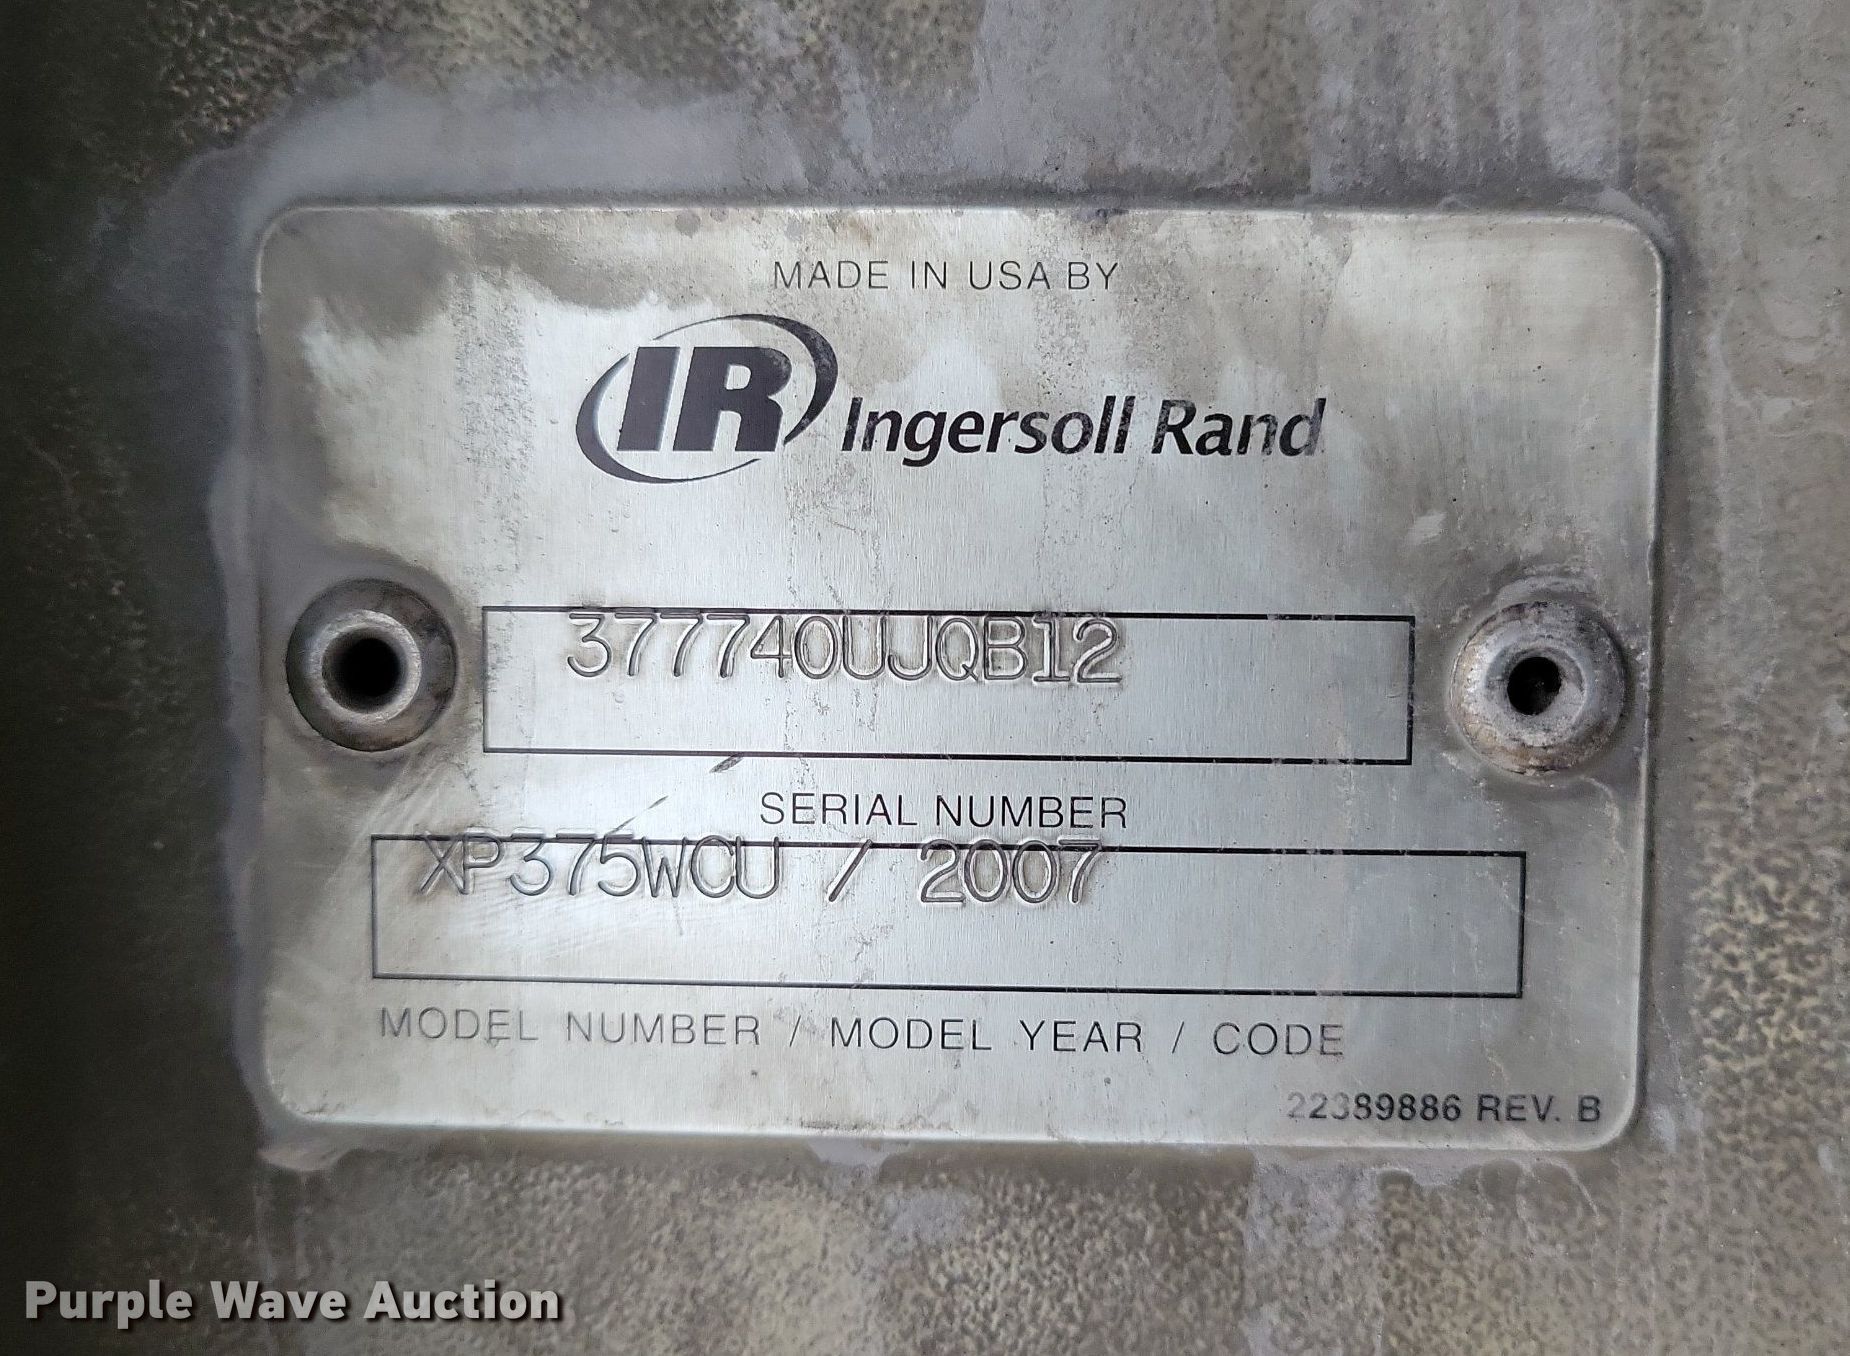 MADE IN USA BY
IR Ingersoll Rand
377740UJQB12
SERIAL NUMBER
XP375WCU / 2007
MODEL NUMBER / MODEL YEAR / CODE
22389886 REV. B
Purple Wave Auction